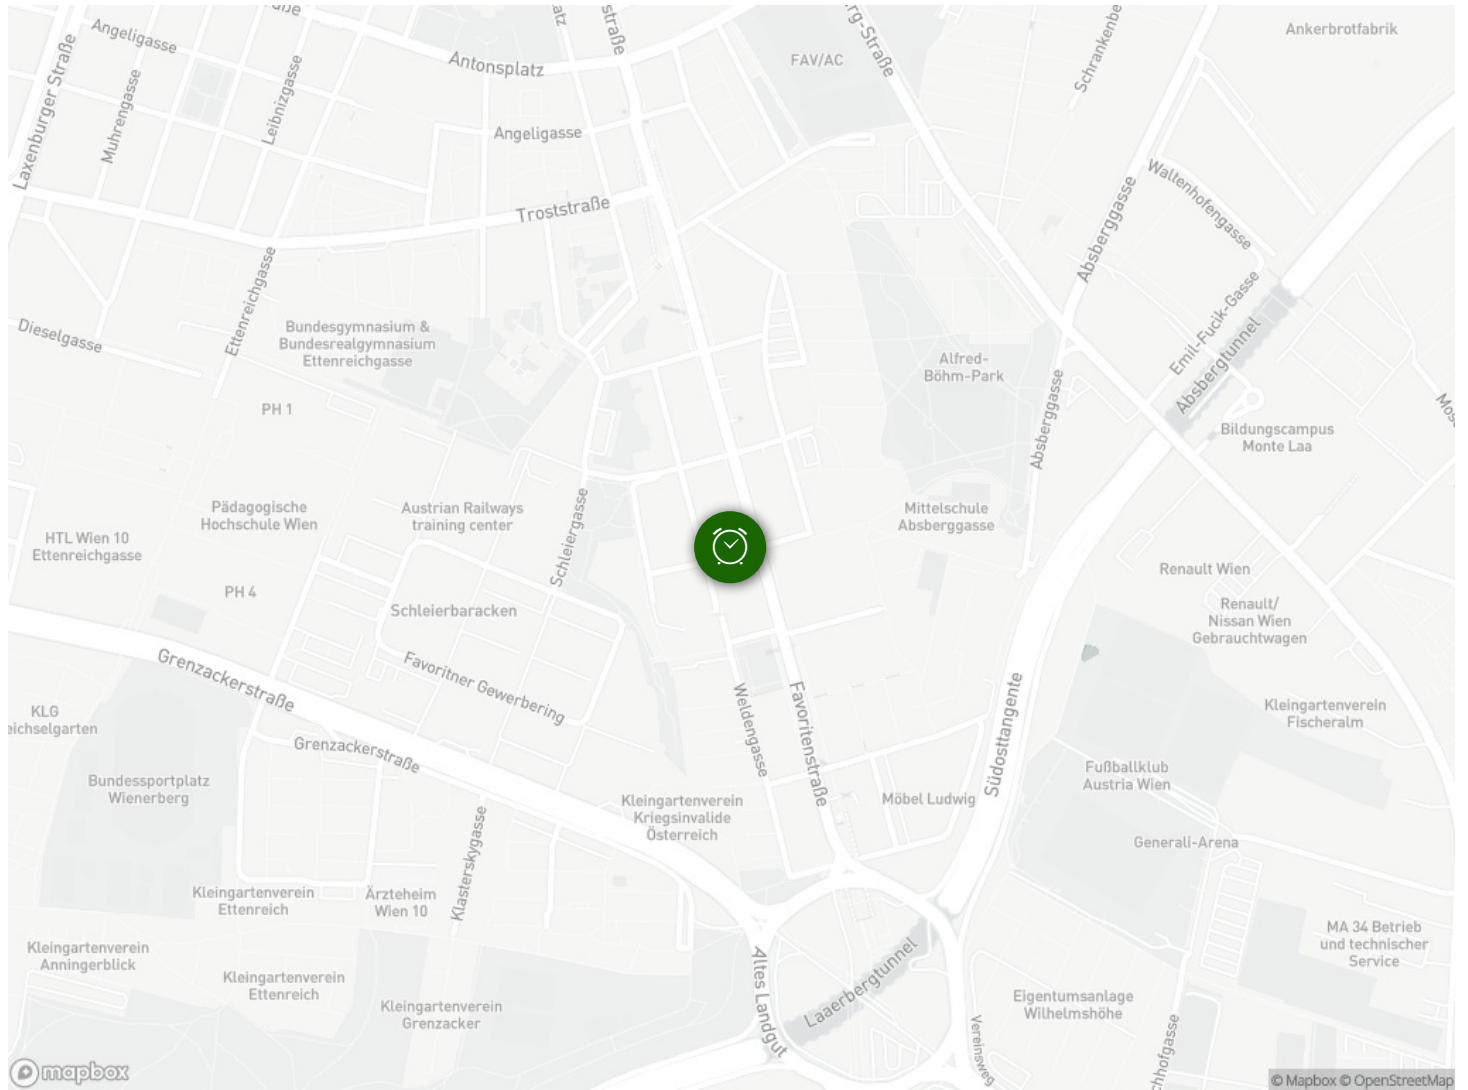 Ankerbrotfabrik
Angeligasse
Antonsplatz
FAV/AC
Laxenburger Straße
Muhrengasse
Leibnizgasse
Angeligasse
Troststraße
Waltenhofengasse
Absberggasse
Ettenreichgasse
Dieselgasse
Bundesgymnasium &
Bundesrealgymnasium
Ettenreichgasse
Emil-Fucik-Gasse
Absbergtunnel
Alfred-
Böhm-Park
PH 1
Absberggasse
Bildungscampus
Monte Laa
Pädagogische
Hochschule Wien
Austrian Railways
training center
Schleiergasse
Mittelschule
Absberggasse
HTL Wien 10
Ettenreichgasse
Renault Wien
PH 4
Schleierbaracken
Renault/
Nissan Wien
Gebrauchtwagen
Grenzackerstraße
Favoritner Gewerbering
Weldengasse
Favoritenstraße
Südosttangente
KLG
eichselgarten
Kleingartenverein
Fischeralm
Grenzackerstraße
Bundessportplatz
Wienerberg
Fußballklub
Austria Wien
Kleingartenverein
Kriegsinvalide
Österreich
Möbel Ludwig
Generali-Arena
Klasterskygasse
Kleingartenverein
Ettenreich
Ärzteheim
Wien 10
MA 34 Betrieb
und technischer
Service
Kleingartenverein
Anningerblick
Kleingartenverein
Ettenreich
Kleingartenverein
Grenzacker
Altes Landgut
Laaerbergtunnel
Eigentumsanlage
Wilhelmshöhe
Vereinsweg
mapbox
© Mapbox © OpenStreetMap